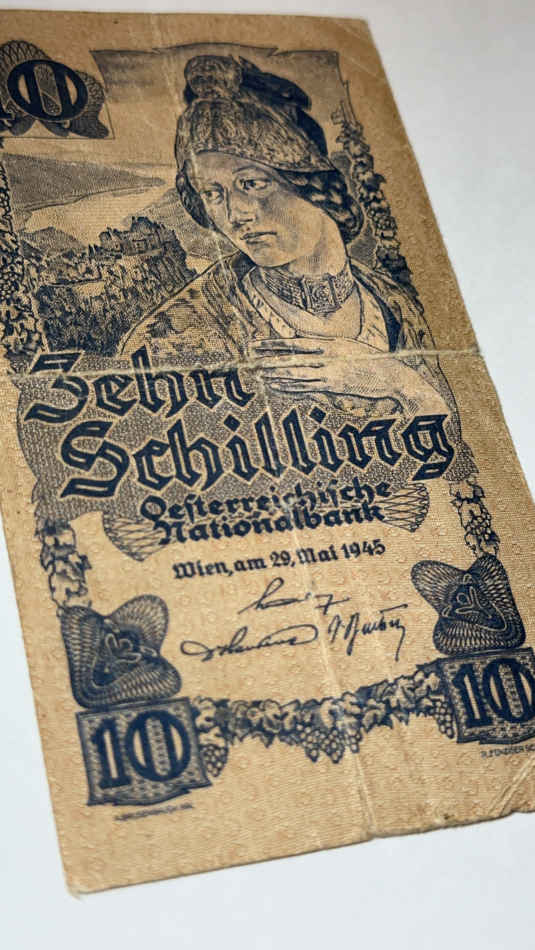 10
Zehn
Schilling
Oesterreichische
Nationalbank
Wien, am 29. Mai 1945
10
10